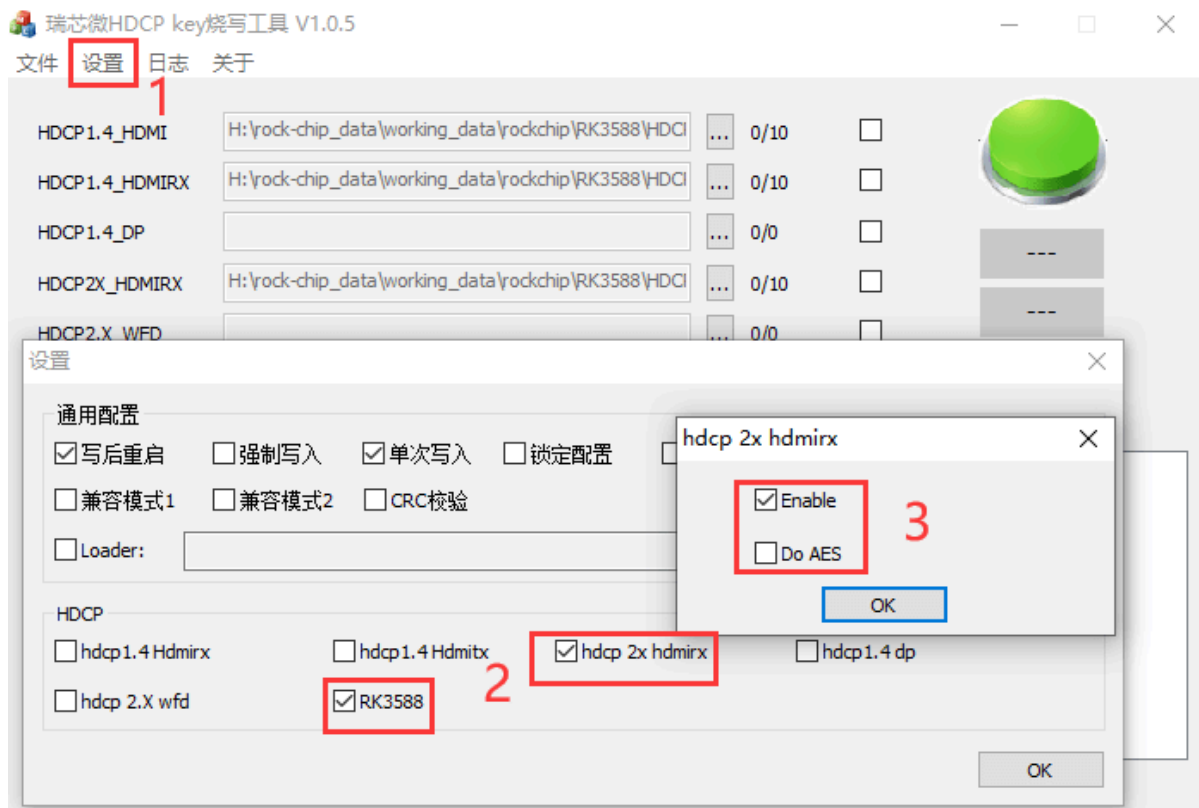 瑞芯微HDCP key烧写工具 V1.0.5
文件 设置 日志 关于
1
HDCP1.4_HDMI H:\rock-chip_data\working_data\rockchip\RK3588\HDCI ... 0/10
HDCP1.4_HDMIRX H:\rock-chip_data\working_data\rockchip\RK3588\HDCI ... 0/10
HDCP1.4_DP ... 0/0
HDCP2X_HDMIRX H:\rock-chip_data\working_data\rockchip\RK3588\HDCI ... 0/10
---
---
HDCP2.X_WFD ... 0/0
设置
通用配置
写后重启 强制写入 单次写入 锁定配置
兼容模式1 兼容模式2 CRC校验
Loader:
hdcp 2x hdmirx
Enable
3
Do AES
OK
HDCP
hdcp1.4 Hdmirx hdcp1.4 Hdmitx hdcp 2x hdmirx hdcp1.4 dp
2
hdcp 2.X wfd RK3588
OK